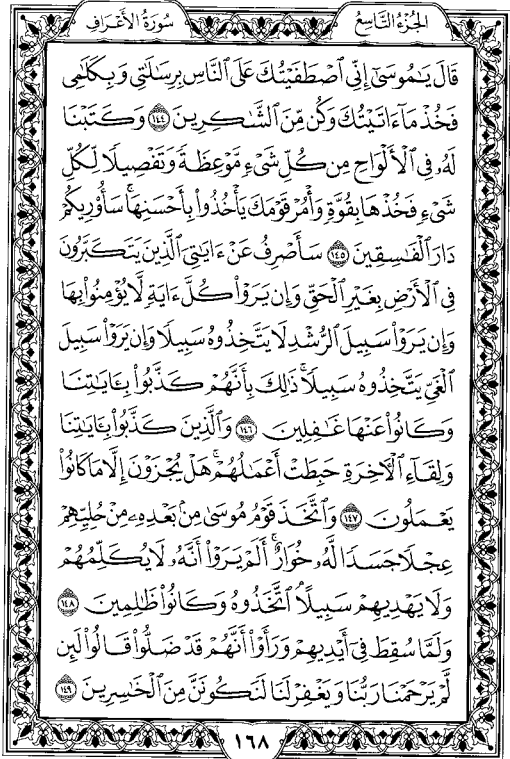 الجُزْءُ التَّاسِعُ
سُورَةُ الأَعْرَافِ
قَالَ يَٰمُوسَىٰٓ إِنِّي ٱصۡطَفَيۡتُكَ عَلَى ٱلنَّاسِ بِرِسَٰلَٰتِي وَبِكَلَٰمِي
فَخُذۡ مَآ ءَاتَيۡتُكَ وَكُن مِّنَ ٱلشَّٰكِرِينَ ١٤٤ وَكَتَبۡنَا
لَهُۥ فِي ٱلۡأَلۡوَاحِ مِن كُلِّ شَيۡءٖ مَّوۡعِظَةٗ وَتَفۡصِيلٗا لِّكُلِّ
شَيۡءٖ فَخُذۡهَا بِقُوَّةٖ وَأۡمُرۡ قَوۡمَكَ يَأۡخُذُواْ بِأَحۡسَنِهَاۚ سَأُوْرِيكُمۡ
دَارَ ٱلۡفَٰسِقِينَ ١٤٥ سَأَصۡرِفُ عَنۡ ءَايَٰتِيَ ٱلَّذِينَ يَتَكَبَّرُونَ
فِي ٱلۡأَرۡضِ بِغَيۡرِ ٱلۡحَقِّ وَإِن يَرَوۡاْ كُلَّ ءَايَةٖ لَّا يُؤۡمِنُواْ بِهَا
وَإِن يَرَوۡاْ سَبِيلَ ٱلرُّشۡدِ لَا يَتَّخِذُوهُ سَبِيلٗا وَإِن يَرَوۡاْ سَبِيلَ
ٱلۡغَيِّ يَتَّخِذُوهُ سَبِيلٗاۚ ذَٰلِكَ بِأَنَّهُمۡ كَذَّبُواْ بِـَٔايَٰتِنَا
وَكَانُواْ عَنۡهَا غَٰفِلِينَ ١٤٦ وَٱلَّذِينَ كَذَّبُواْ بِـَٔايَٰتِنَا
وَلِقَآءِ ٱلۡأٓخِرَةِ حَبِطَتۡ أَعۡمَٰلُهُمۡۚ هَلۡ يُجۡزَوۡنَ إِلَّا مَا كَانُواْ
يَعۡمَلُونَ ١٤٧ وَٱتَّخَذَ قَوۡمُ مُوسَىٰ مِنۢ بَعۡدِهِۦ مِنۡ حُلِيِّهِمۡ
عِجۡلٗا جَسَدٗا لَّهُۥ خُوَارٌۚ أَلَمۡ يَرَوۡاْ أَنَّهُۥ لَا يُكَلِّمُهُمۡ
وَلَا يَهۡدِيهِمۡ سَبِيلًاۘ ٱتَّخَذُوهُ وَكَانُواْ ظَٰلِمِينَ ١٤٨
وَلَمَّا سُقِطَ فِيٓ أَيۡدِيهِمۡ وَرَأَوۡاْ أَنَّهُمۡ قَدۡ ضَلُّواْ قَالُواْ لَئِن
لَّمۡ يَرۡحَمۡنَا رَبُّنَا وَيَغۡفِرۡ لَنَا لَنَكُونَنَّ مِنَ ٱلۡخَٰسِرِينَ ١٤٩
١٦٨